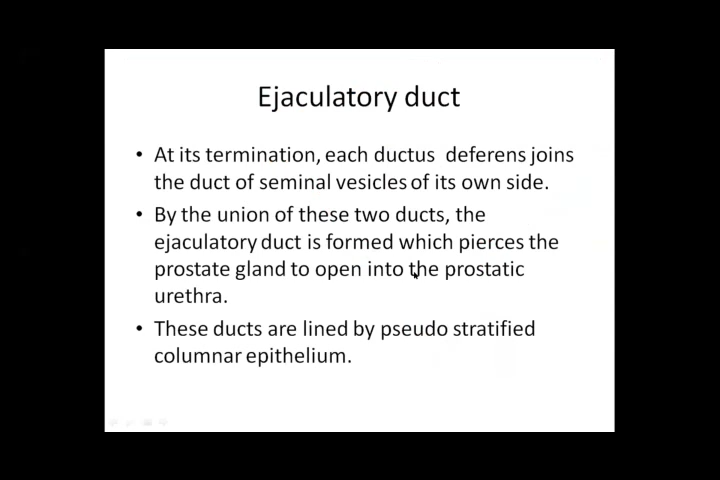 Ejaculatory duct
• At its termination, each ductus deferens joins
the duct of seminal vesicles of its own side.
• By the union of these two ducts, the
ejaculatory duct is formed which pierces the
prostate gland to open into the prostatic
urethra.
• These ducts are lined by pseudo stratified
columnar epithelium.